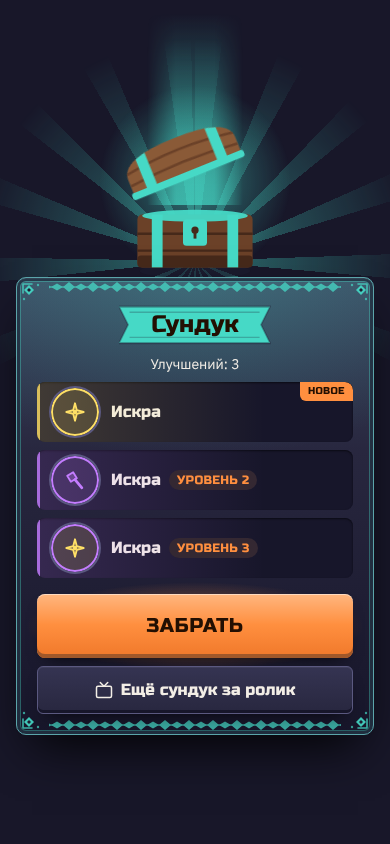 Сундук
Улучшений: 3
НОВОЕ
Искра
Искра УРОВЕНЬ 2
Искра УРОВЕНЬ 3
ЗАБРАТЬ
Ещё сундук за ролик